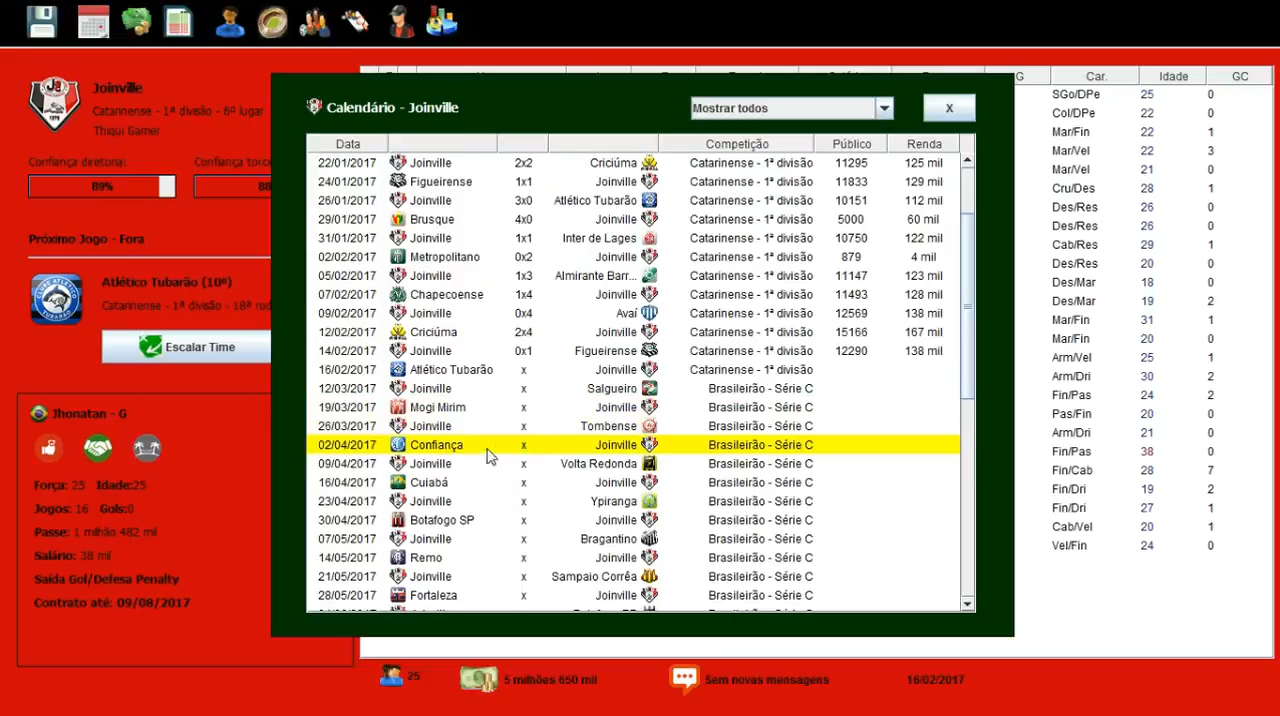 Joinville
Catarinense - 1ª divisão - 6º lugar
Thiqui Gamer
Confiança diretoria:
89%
88
Próximo Jogo - Fora
Atlético Tubarão (10º)
Catarinense - 1ª divisão - 18ª
Escalar Time
Jhonatan - G
Força: 25 Idade:25
Jogos: 16 Gols:0
Passe: 1 milhão 482 mil
Salário: 38 mil
Saída Gol/Defesa Penalty
Contrato até: 09/08/2017
Calendário - Joinville
Mostrar todos
X
Data Competição Público Renda
22/01/2017 Joinville 2x2 Criciúma Catarinense - 1ª divisão 11295 125 mil
24/01/2017 Figueirense 1x1 Joinville Catarinense - 1ª divisão 11833 129 mil
26/01/2017 Joinville 3x0 Atlético Tubarão Catarinense - 1ª divisão 10151 112 mil
29/01/2017 Brusque 4x0 Joinville Catarinense - 1ª divisão 5000 60 mil
31/01/2017 Joinville 1x1 Inter de Lages Catarinense - 1ª divisão 10750 122 mil
02/02/2017 Metropolitano 0x2 Joinville Catarinense - 1ª divisão 879 4 mil
05/02/2017 Joinville 1x3 Almirante Barr... Catarinense - 1ª divisão 11147 123 mil
07/02/2017 Chapecoense 1x4 Joinville Catarinense - 1ª divisão 11493 128 mil
09/02/2017 Joinville 0x4 Avaí Catarinense - 1ª divisão 12569 138 mil
12/02/2017 Criciúma 2x4 Joinville Catarinense - 1ª divisão 15166 167 mil
14/02/2017 Joinville 0x1 Figueirense Catarinense - 1ª divisão 12290 138 mil
16/02/2017 Atlético Tubarão x Joinville Catarinense - 1ª divisão
12/03/2017 Joinville x Salgueiro Brasileirão - Série C
19/03/2017 Mogi Mirim x Joinville Brasileirão - Série C
26/03/2017 Joinville x Tombense Brasileirão - Série C
02/04/2017 Confiança x Joinville Brasileirão - Série C
09/04/2017 Joinville x Volta Redonda Brasileirão - Série C
16/04/2017 Cuiabá x Joinville Brasileirão - Série C
23/04/2017 Joinville x Ypiranga Brasileirão - Série C
30/04/2017 Botafogo SP x Joinville Brasileirão - Série C
07/05/2017 Joinville x Bragantino Brasileirão - Série C
14/05/2017 Remo x Joinville Brasileirão - Série C
21/05/2017 Joinville x Sampaio Corrêa Brasileirão - Série C
28/05/2017 Fortaleza x Joinville Brasileirão - Série C
G Car. Idade GC
SGo/DPe 25 0
Col/DPe 22 0
Mar/Fin 22 1
Mar/Vel 22 3
Mar/Vel 21 0
Cru/Des 28 1
Des/Res 26 0
Des/Res 26 0
Cab/Res 29 1
Des/Res 20 0
Des/Mar 18 0
Des/Mar 19 2
Mar/Fin 31 1
Mar/Fin 20 0
Arm/Vel 25 1
Arm/Dri 30 2
Fin/Pas 24 2
Pas/Fin 20 0
Arm/Dri 21 0
Fin/Pas 38 0
Fin/Cab 28 7
Fin/Dri 19 2
Fin/Dri 27 1
Cab/Vel 20 1
Vel/Fin 24 0
25
5 milhões 650 mil
Sem novas mensagens
16/02/2017